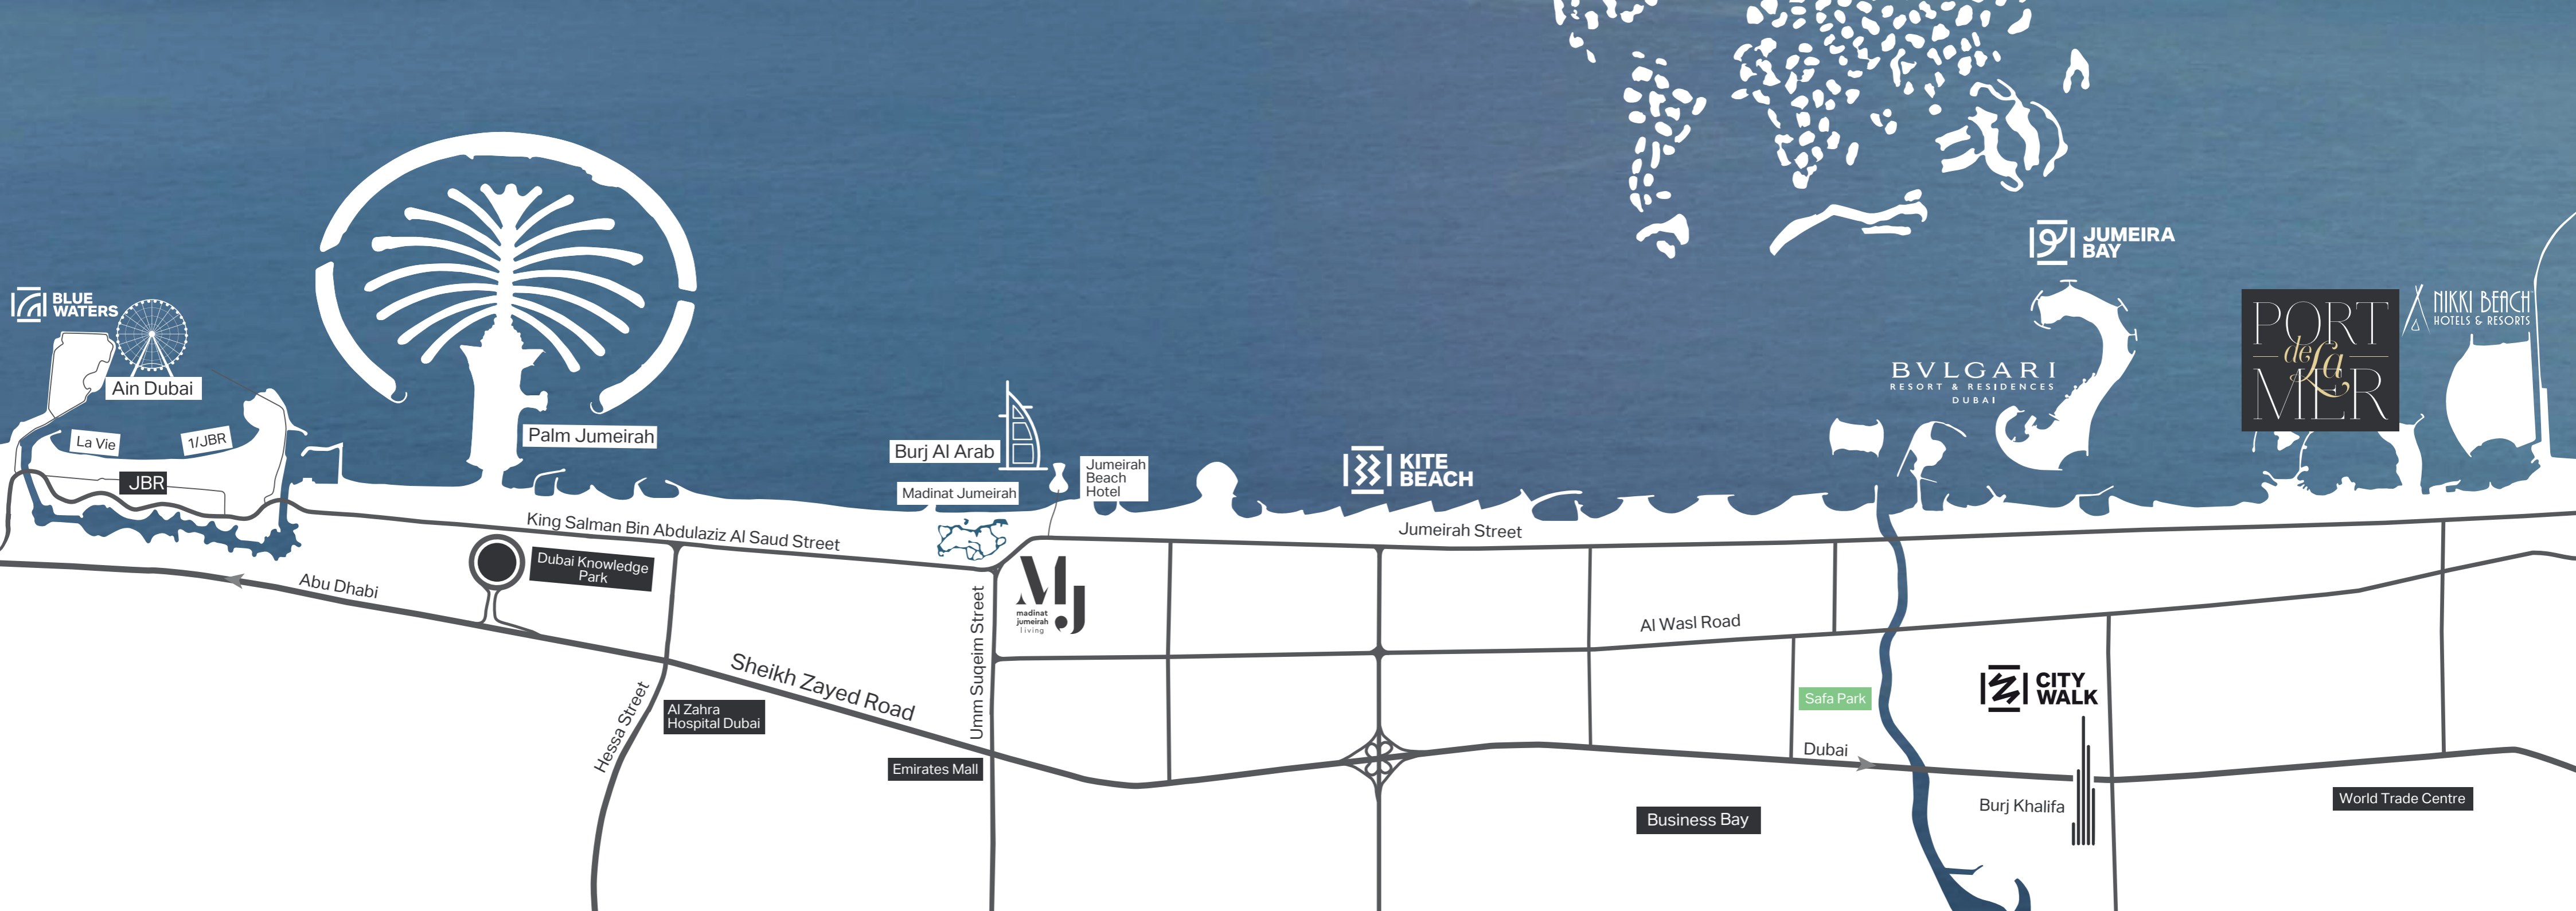 BLUE
WATERS
Ain Dubai
La Vie
1/JBR
JBR
Palm Jumeirah
King Salman Bin Abdulaziz Al Saud Street
Dubai Knowledge
Park
Abu Dhabi
Sheikh Zayed Road
Hessa Street
Al Zahra
Hospital Dubai
Burj Al Arab
Madinat Jumeirah
Jumeirah
Beach
Hotel
MJ
madinat
jumeirah
living
Umm Suqeim Street
Emirates Mall
KITE
BEACH
Jumeirah Street
Al Wasl Road
Safa Park
Dubai
Business Bay
JUMEIRA
BAY
BVLGARI
RESORT & RESIDENCES
DUBAI
CITY
WALK
Burj Khalifa
PORT
de La
MER
NIKKI BEACH
HOTELS & RESORTS
World Trade Centre